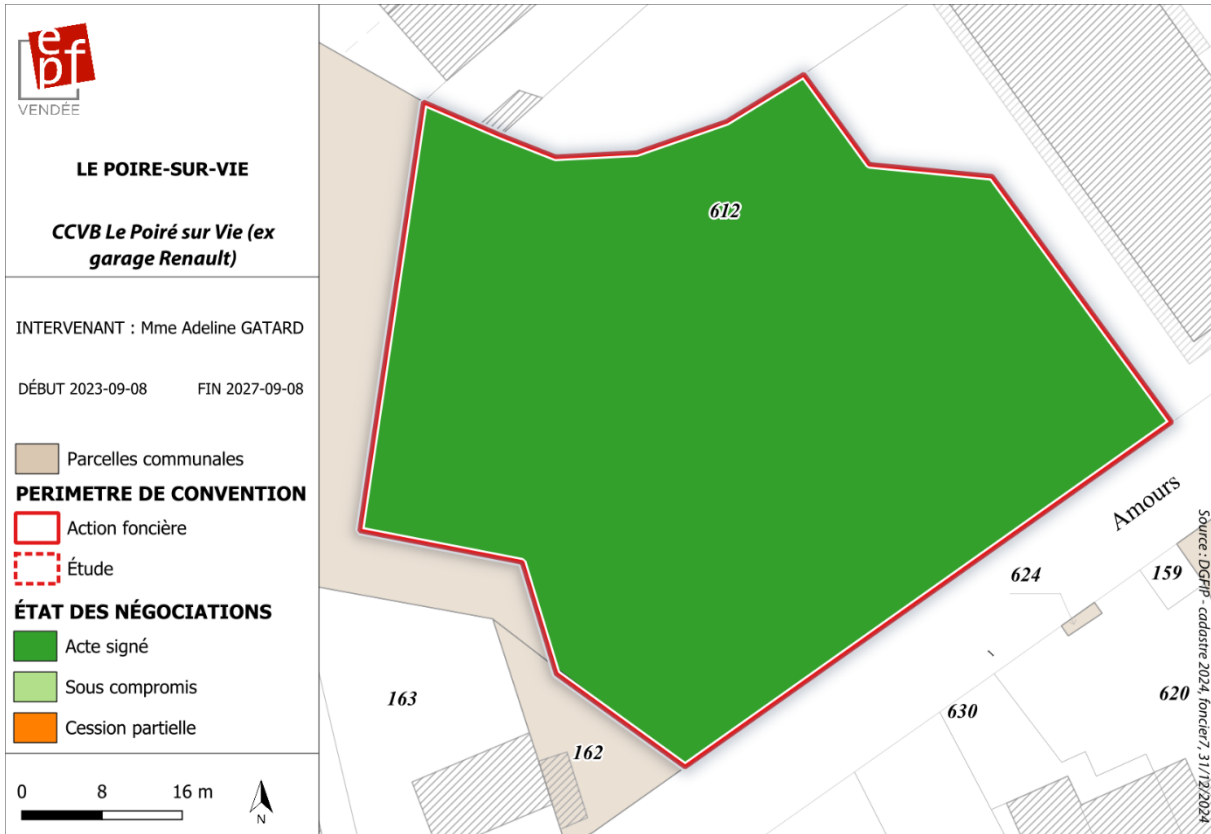 epf
VENDÉE
LE POIRE-SUR-VIE
CCVB Le Poiré sur Vie (ex
garage Renault)
INTERVENANT : Mme Adeline GATARD
DÉBUT 2023-09-08 FIN 2027-09-08
Parcelles communales
PERIMETRE DE CONVENTION
Action foncière
Étude
ÉTAT DES NÉGOCIATIONS
Acte signé
Sous compromis
Cession partielle
0 8 16 m
N
612
Amours
624
159
163
162
630
620
Source : DGFIP - cadastre 2024, foncier7, 31/12/2024